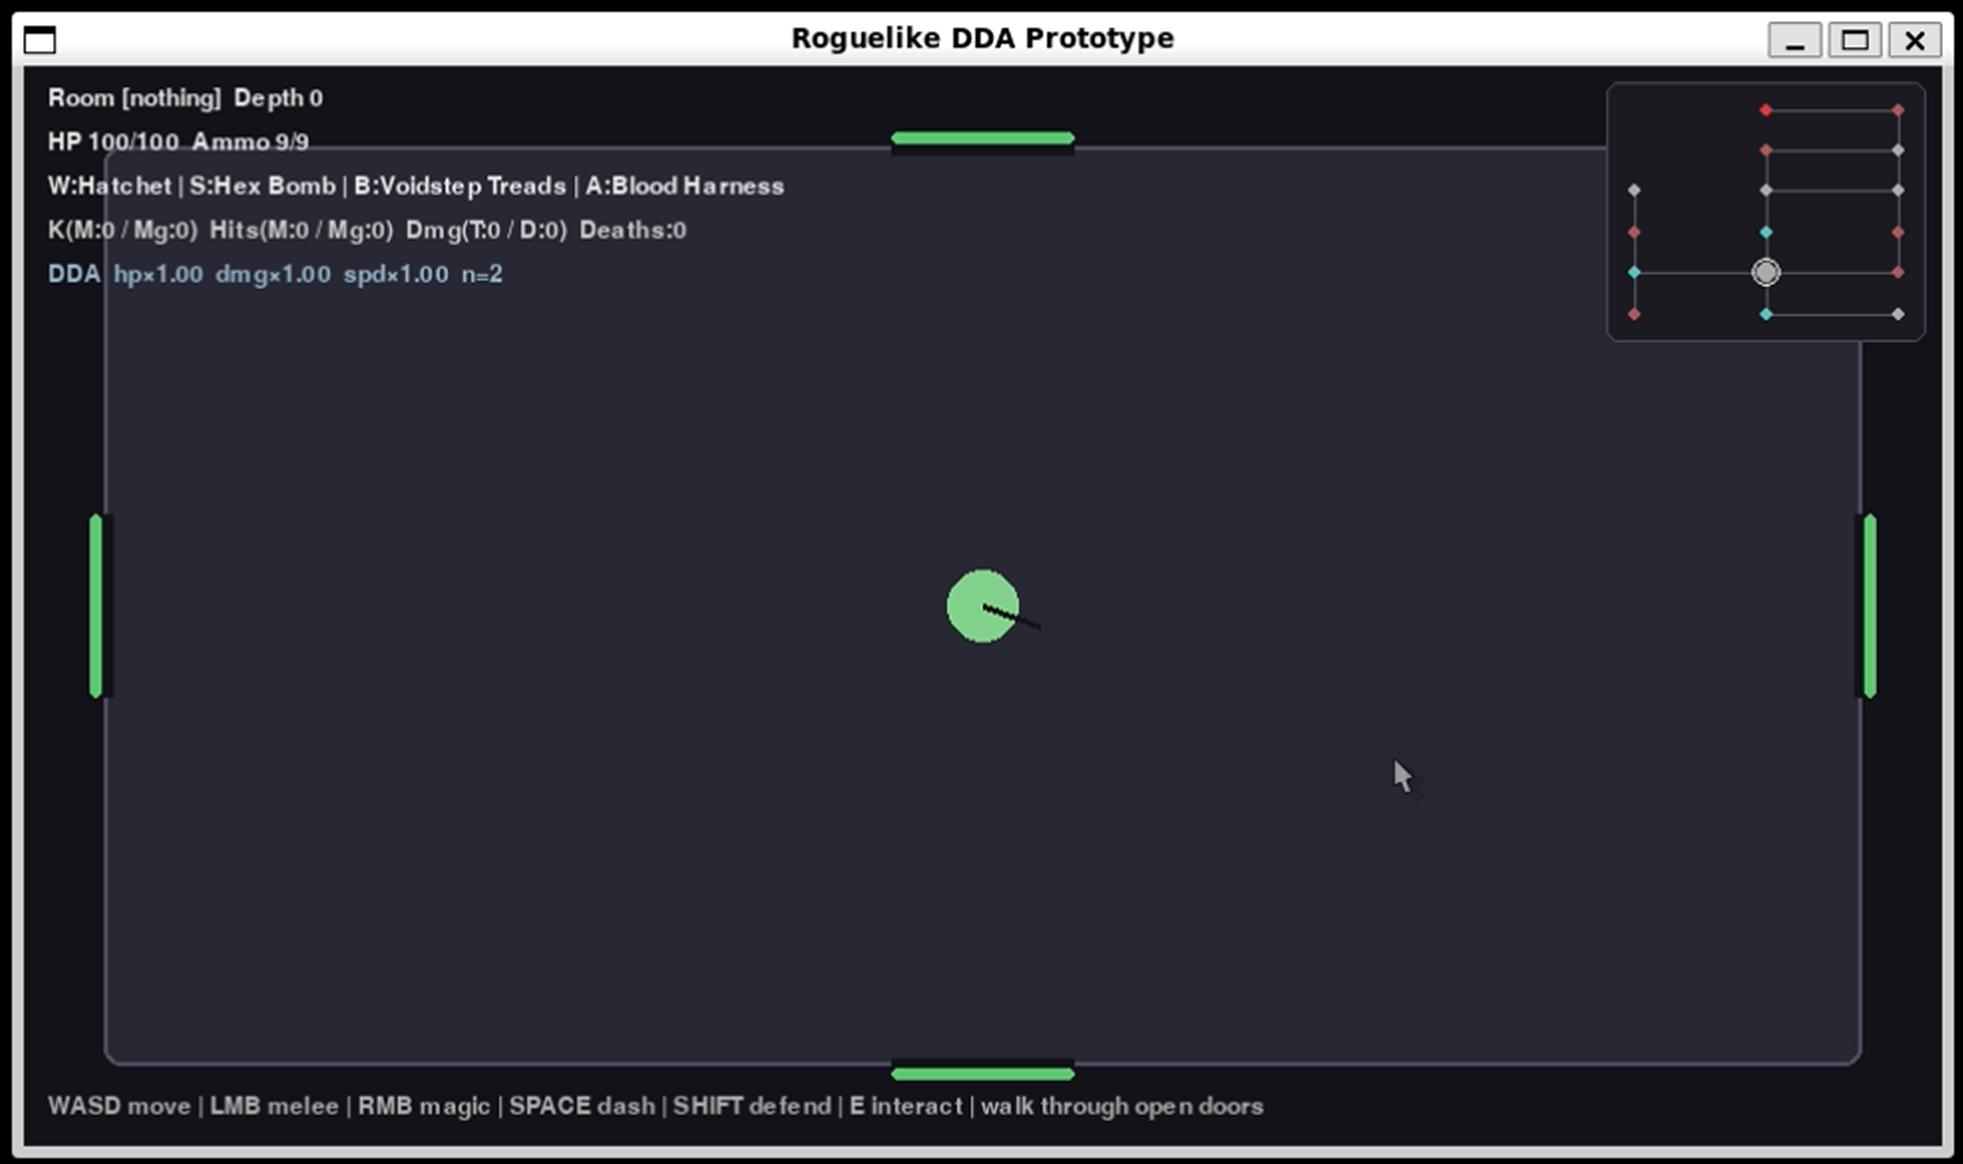 Roguelike DDA Prototype
Room [nothing] Depth 0
HP 100/100 Ammo 9/9
W:Hatchet | S:Hex Bomb | B:Voidstep Treads | A:Blood Harness
K(M:0 / Mg:0) Hits(M:0 / Mg:0) Dmg(T:0 / D:0) Deaths:0
DDA hp×1.00 dmg×1.00 spd×1.00 n=2
WASD move | LMB melee | RMB magic | SPACE dash | SHIFT defend | E interact | walk through open doors